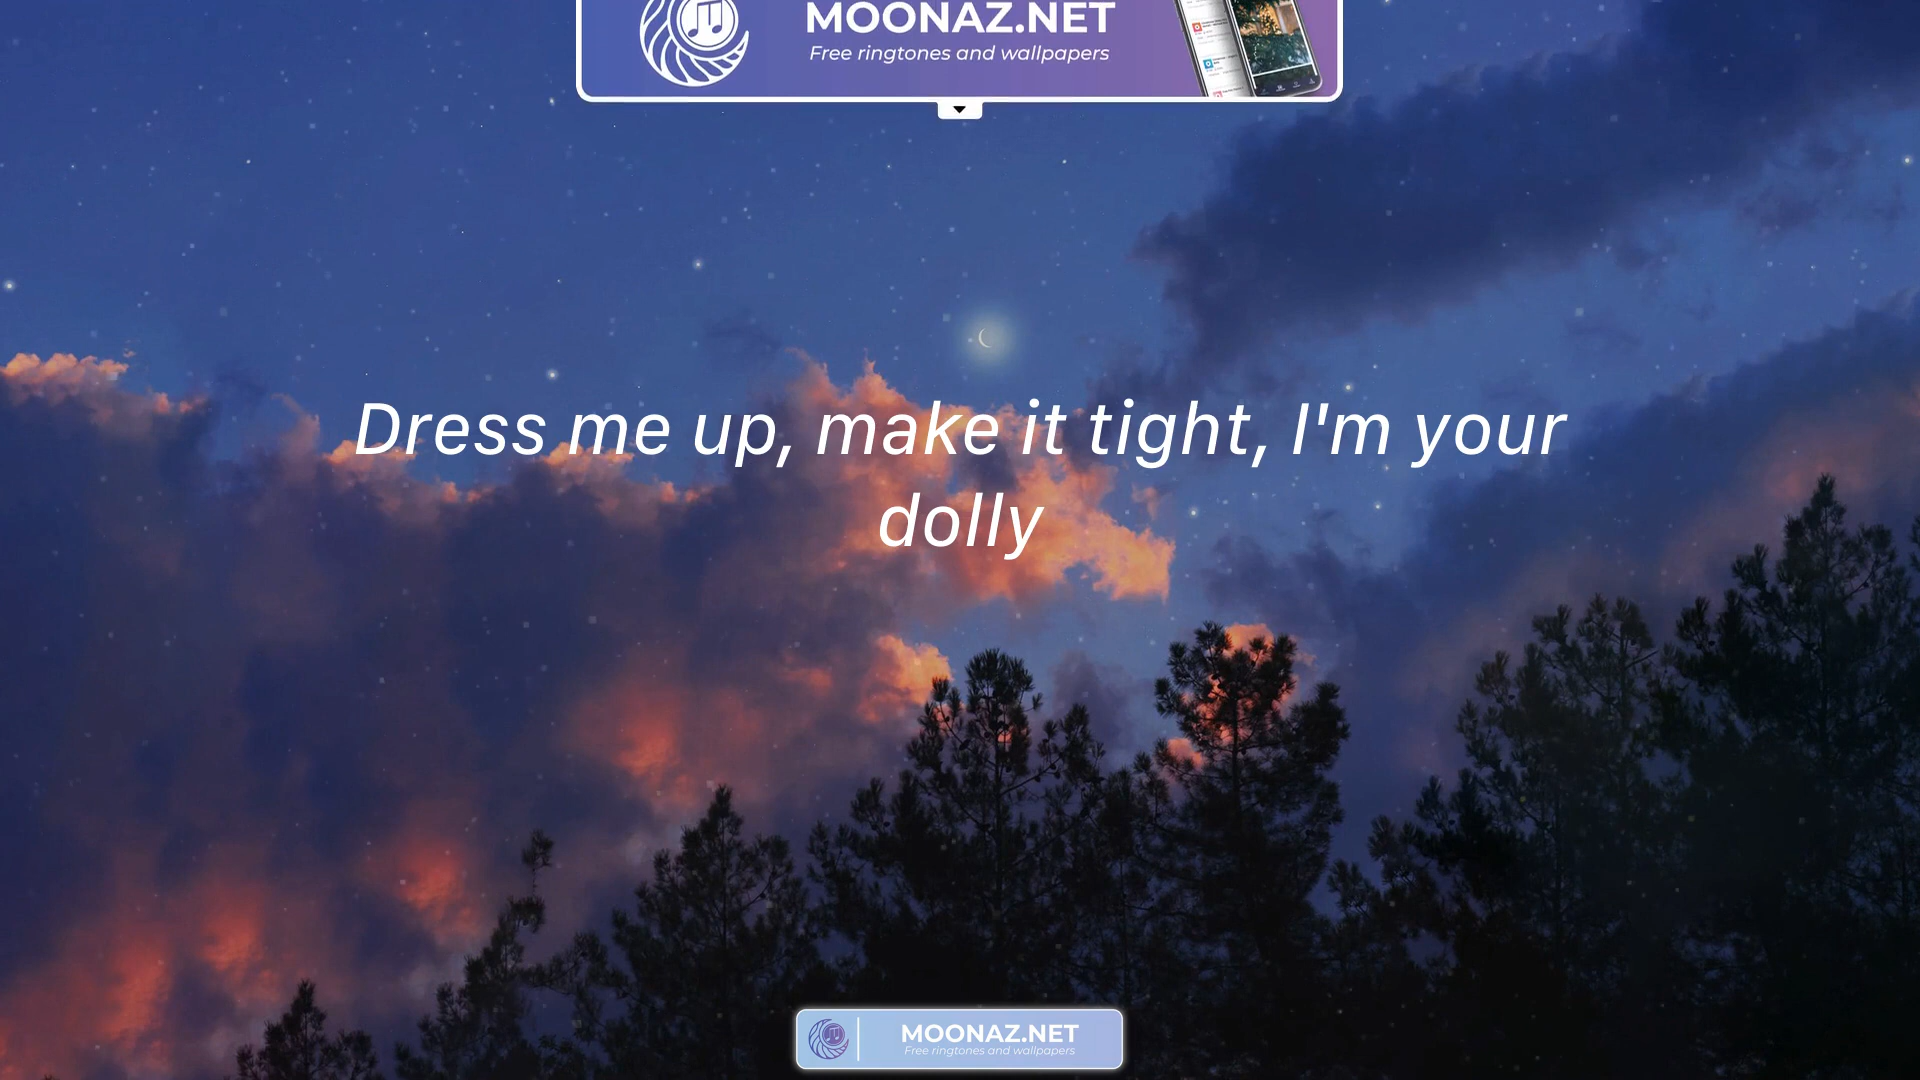 MOONAZ.NET
Free ringtones and wallpapers
Dress me up, make it tight, I'm your
dolly
MOONAZ.NET
Free ringtones and wallpapers